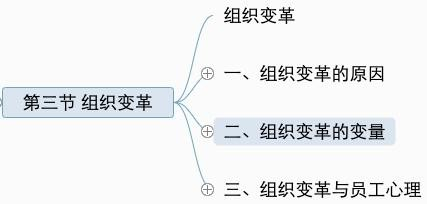 组织变革
一、组织变革的原因
第三节 组织变革
二、组织变革的变量
三、组织变革与员工心理